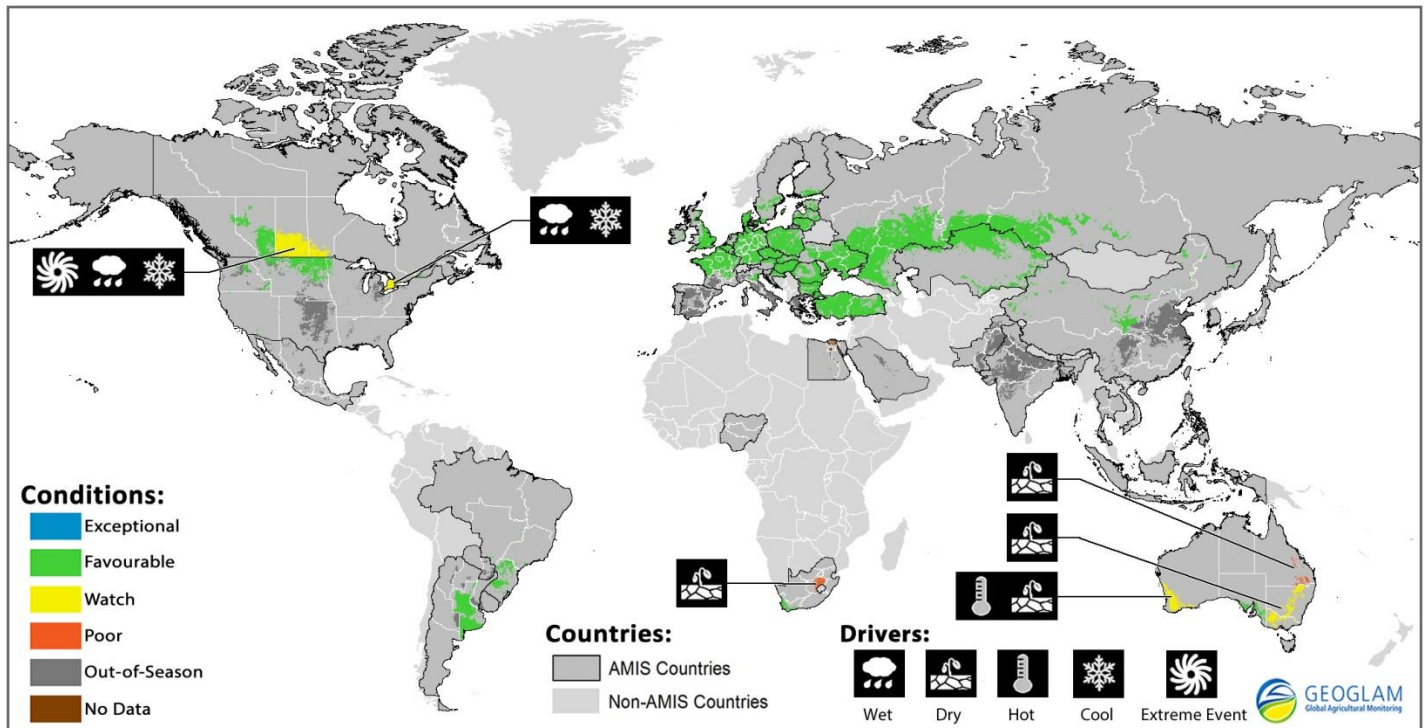 Conditions:
Exceptional
Favourable
Watch
Poor
Out-of-Season
No Data
Countries:
AMIS Countries
Non-AMIS Countries
Drivers:
Wet
Dry
Hot
Cool
Extreme Event
GEOGLAM
Global Agricultural Monitoring